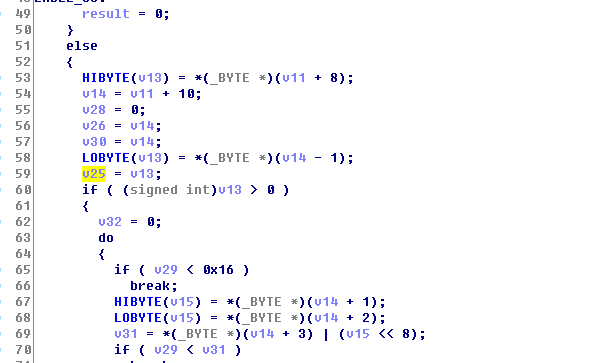 49 result = 0;
50 }
51 else
52 {
53 HIBYTE(v13) = *(_BYTE *)(v11 + 8);
54 v14 = v11 + 10;
55 v28 = 0;
56 v26 = v14;
57 v30 = v14;
58 LOBYTE(v13) = *(_BYTE *)(v14 - 1);
59 v25 = v13;
60 if ( (signed int)v13 > 0 )
61 {
62 v32 = 0;
63 do
64 {
65 if ( v29 < 0x16 )
66 break;
67 HIBYTE(v15) = *(_BYTE *)(v14 + 1);
68 LOBYTE(v15) = *(_BYTE *)(v14 + 2);
69 v31 = *(_BYTE *)(v14 + 3) | (v15 << 8);
70 if ( v29 < v31 )